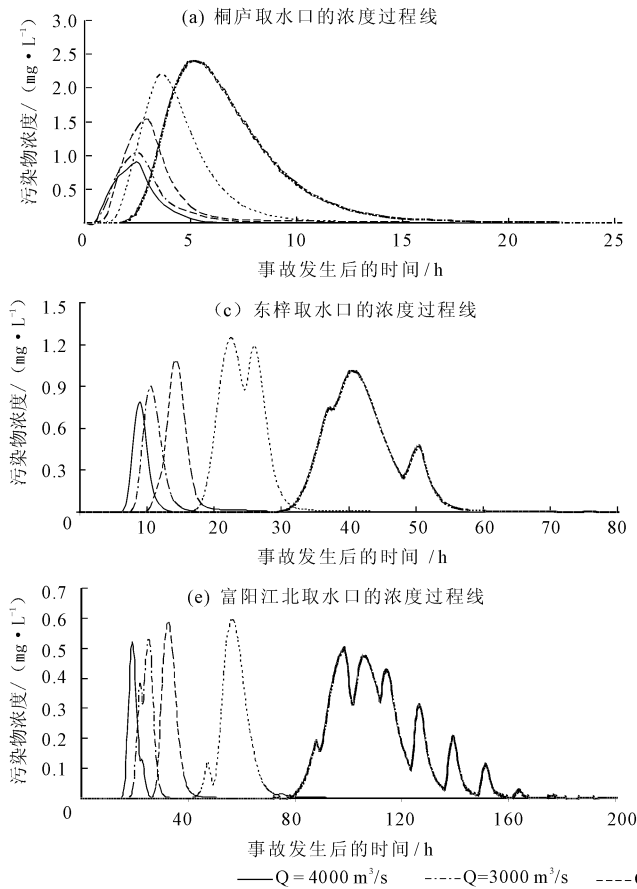 (a) 桐庐取水口的浓度过程线
污染物浓度/（mg·L⁻¹)
3.0
2.5
2.0
1.5
1.0
0.5
0 5 10 15 20 25
事故发生后的时间/h
（c）东梓取水口的浓度过程线
污染物浓度/（mg·L⁻¹)
1.5
1.2
0.9
0.6
0.3
0
10 20 30 40 50 60 70 80
事故发生后的时间 /h
(e) 富阳江北取水口的浓度过程线
污染物浓度/（mg·L⁻¹)
0.7
0.6
0.5
0.4
0.3
0.2
0.1
0
40 80 120 160 200
事故发生后的时间/h
Q = 4000 m³/s Q=3000 m³/s